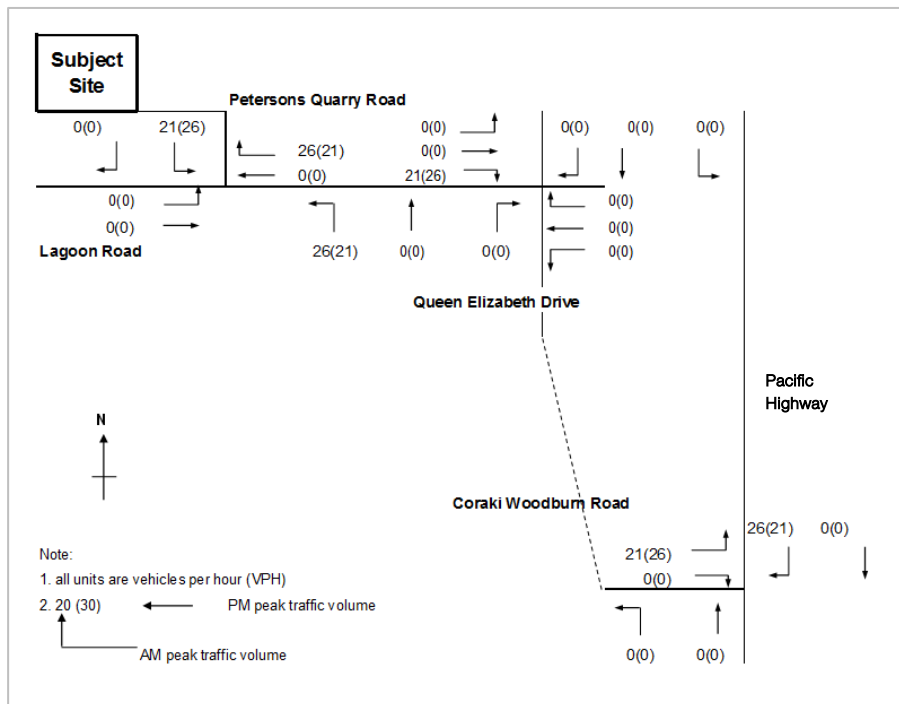 Subject
Site
Petersons Quarry Road
0(0) 21(26) 0(0) 0(0) 0(0) 0(0)
26(21) 0(0)
0(0) 21(26)
0(0) 0(0)
0(0) 0(0)
Lagoon Road 26(21) 0(0) 0(0) 0(0)
Queen Elizabeth Drive
Pacific
Highway
N
Coraki Woodburn Road
26(21) 0(0)
21(26)
0(0)
Note:
1. all units are vehicles per hour (VPH)
2. 20 (30) PM peak traffic volume
AM peak traffic volume
0(0) 0(0)